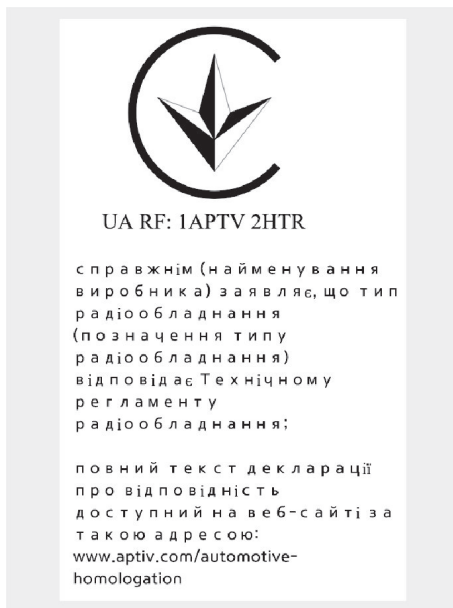 UA RF: 1APTV 2HTR
справжнім (найменування
виробника) заявляє, що тип
радіообладнання
(позначення типу
радіообладнання)
відповідає Технічному
регламенту
радіообладнання;
повний текст декларації
про відповідність
доступний на веб-сайті за
такою адресою:
www.aptiv.com/automotive-
homologation